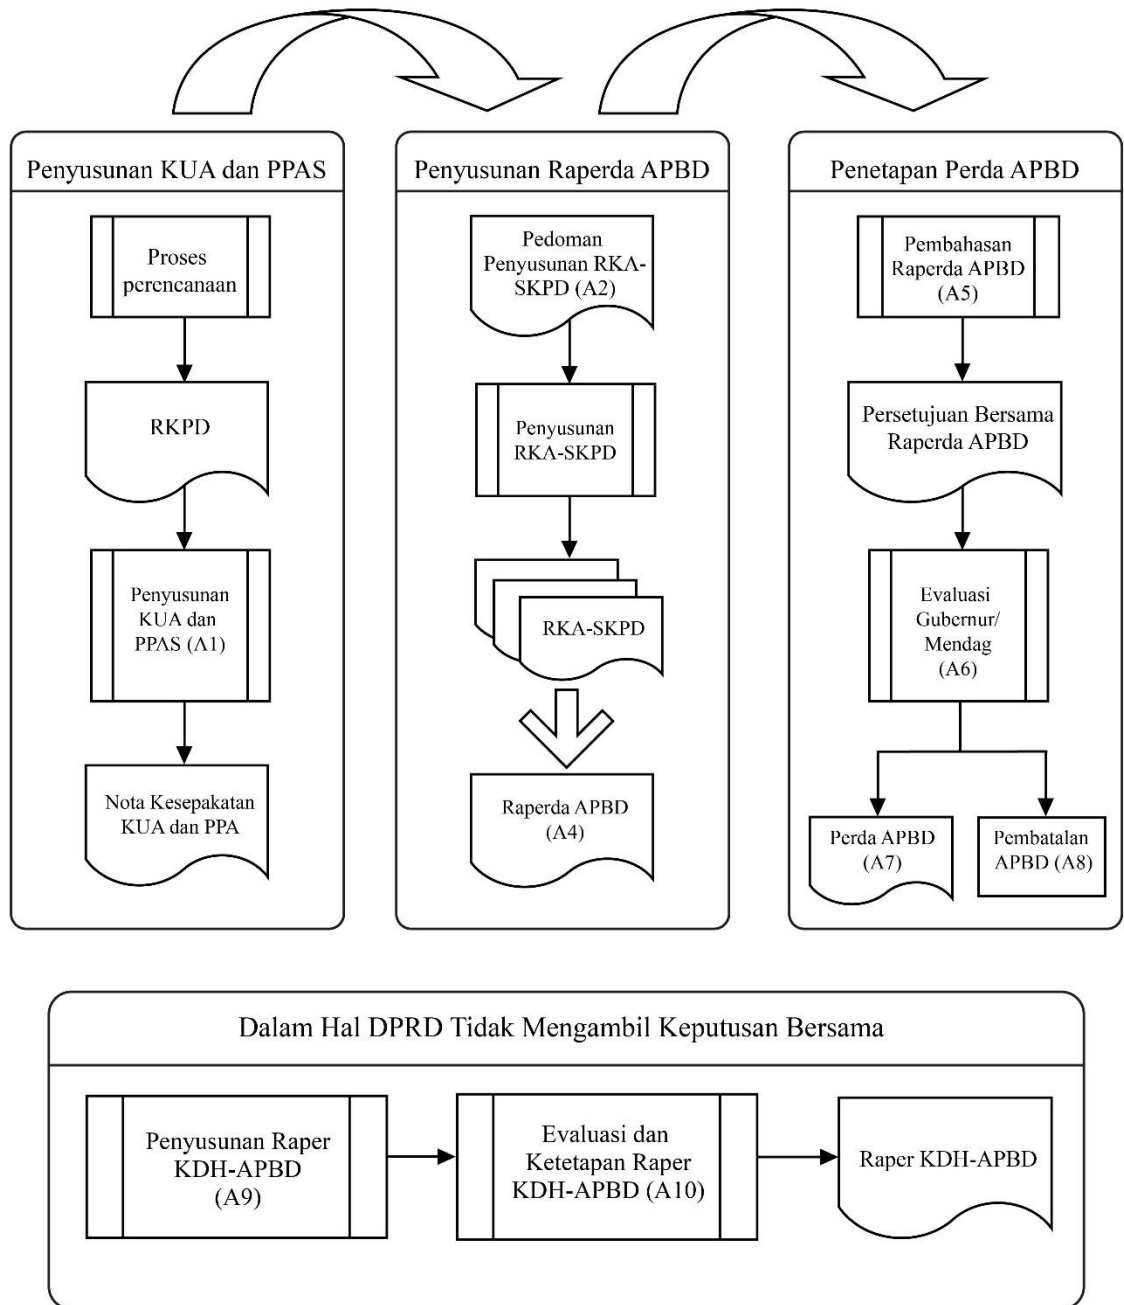 Penyusunan KUA dan PPAS
Proses
perencanaan
RKPD
Penyusunan
KUA dan
PPAS (A1)
Nota Kesepakatan
KUA dan PPA
Penyusunan Raperda APBD
Pedoman
Penyusunan RKA-
SKPD (A2)
Penyusunan
RKA-SKPD
RKA-SKPD
Raperda APBD
(A4)
Penetapan Perda APBD
Pembahasan
Raperda APBD
(A5)
Persetujuan Bersama
Raperda APBD
Evaluasi
Gubernur/
Mendag
(A6)
Perda APBD
(A7)
Pembatalan
APBD (A8)
Dalam Hal DPRD Tidak Mengambil Keputusan Bersama
Penyusunan Raper
KDH-APBD
(A9)
Evaluasi dan
Ketetapan Raper
KDH-APBD (A10)
Raper KDH-APBD